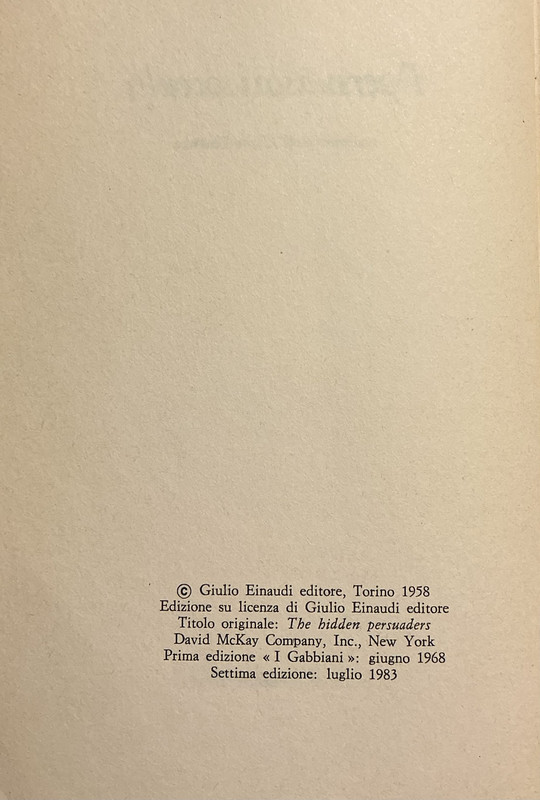 © Giulio Einaudi editore, Torino 1958
Edizione su licenza di Giulio Einaudi editore
Titolo originale: The hidden persuaders
David McKay Company, Inc., New York
Prima edizione « I Gabbiani »: giugno 1968
Settima edizione: luglio 1983